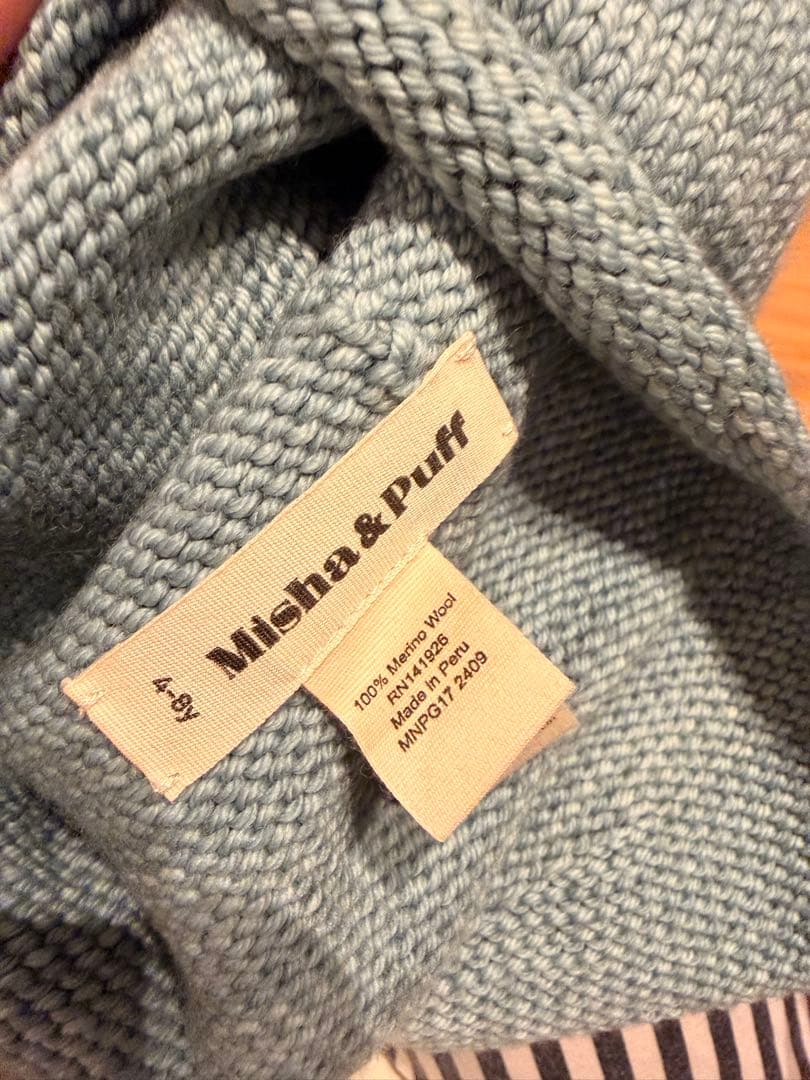 Misha & Puff
4-8y
100% Merino Wool
RN141926
Made in Peru
MNPG17 2409